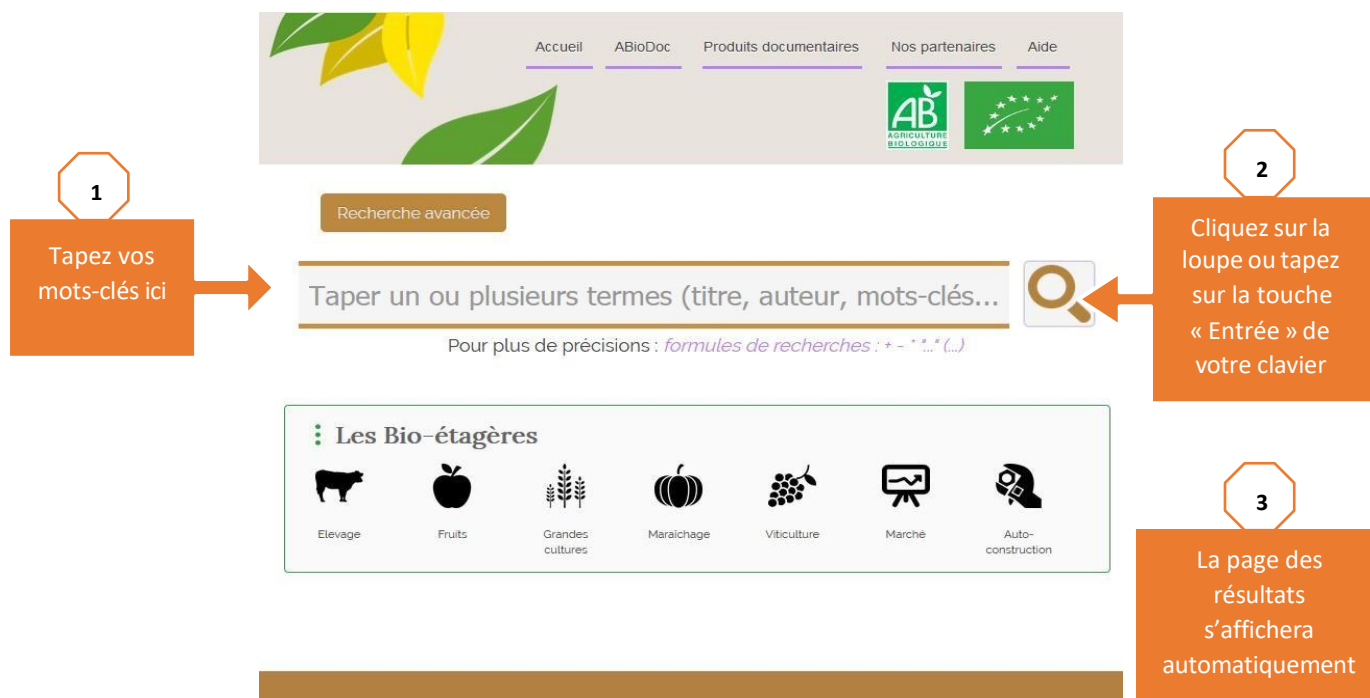 Accueil ABioDoc Produits documentaires Nos partenaires Aide
AB
AGRICULTURE
BIOLOGIQUE
1
Tapez vos
mots-clés ici
Recherche avancée
Taper un ou plusieurs termes (titre, auteur, mots-clés...
Pour plus de précisions : formules de recherches : + - * "..." (...)
2
Cliquez sur la
loupe ou tapez
sur la touche
« Entrée » de
votre clavier
Les Bio-étagères
Elevage
Fruits
Grandes
cultures
Maraîchage
Viticulture
Marché
Auto-
construction
3
La page des
résultats
s’affichera
automatiquement